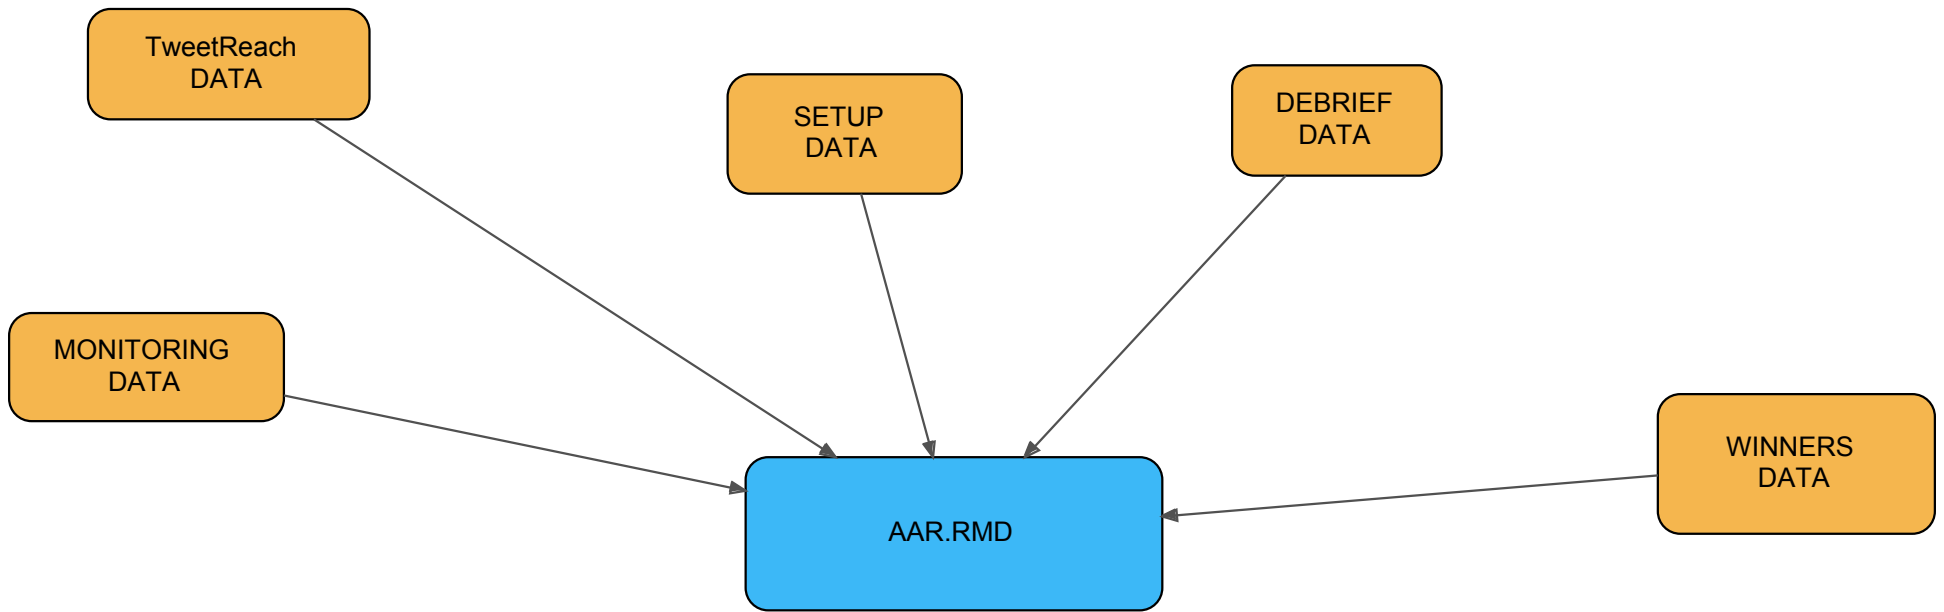 TweetReach
DATA
SETUP
DATA
DEBRIEF
DATA
MONITORING
DATA
WINNERS
DATA
AAR.RMD